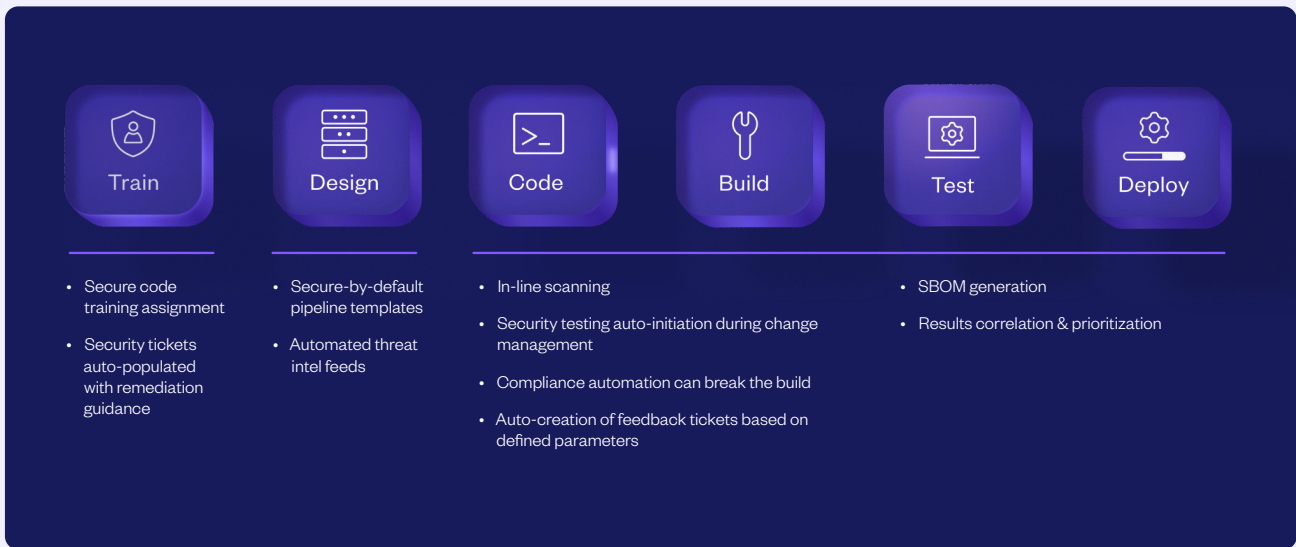 Train
Design
Code
Build
Test
Deploy
• Secure code
training assignment
• Security tickets
auto-populated
with remediation
guidance
• Secure-by-default
pipeline templates
• Automated threat
intel feeds
• In-line scanning
• Security testing auto-initiation during change
management
• Compliance automation can break the build
• Auto-creation of feedback tickets based on
defined parameters
• SBOM generation
• Results correlation & prioritization